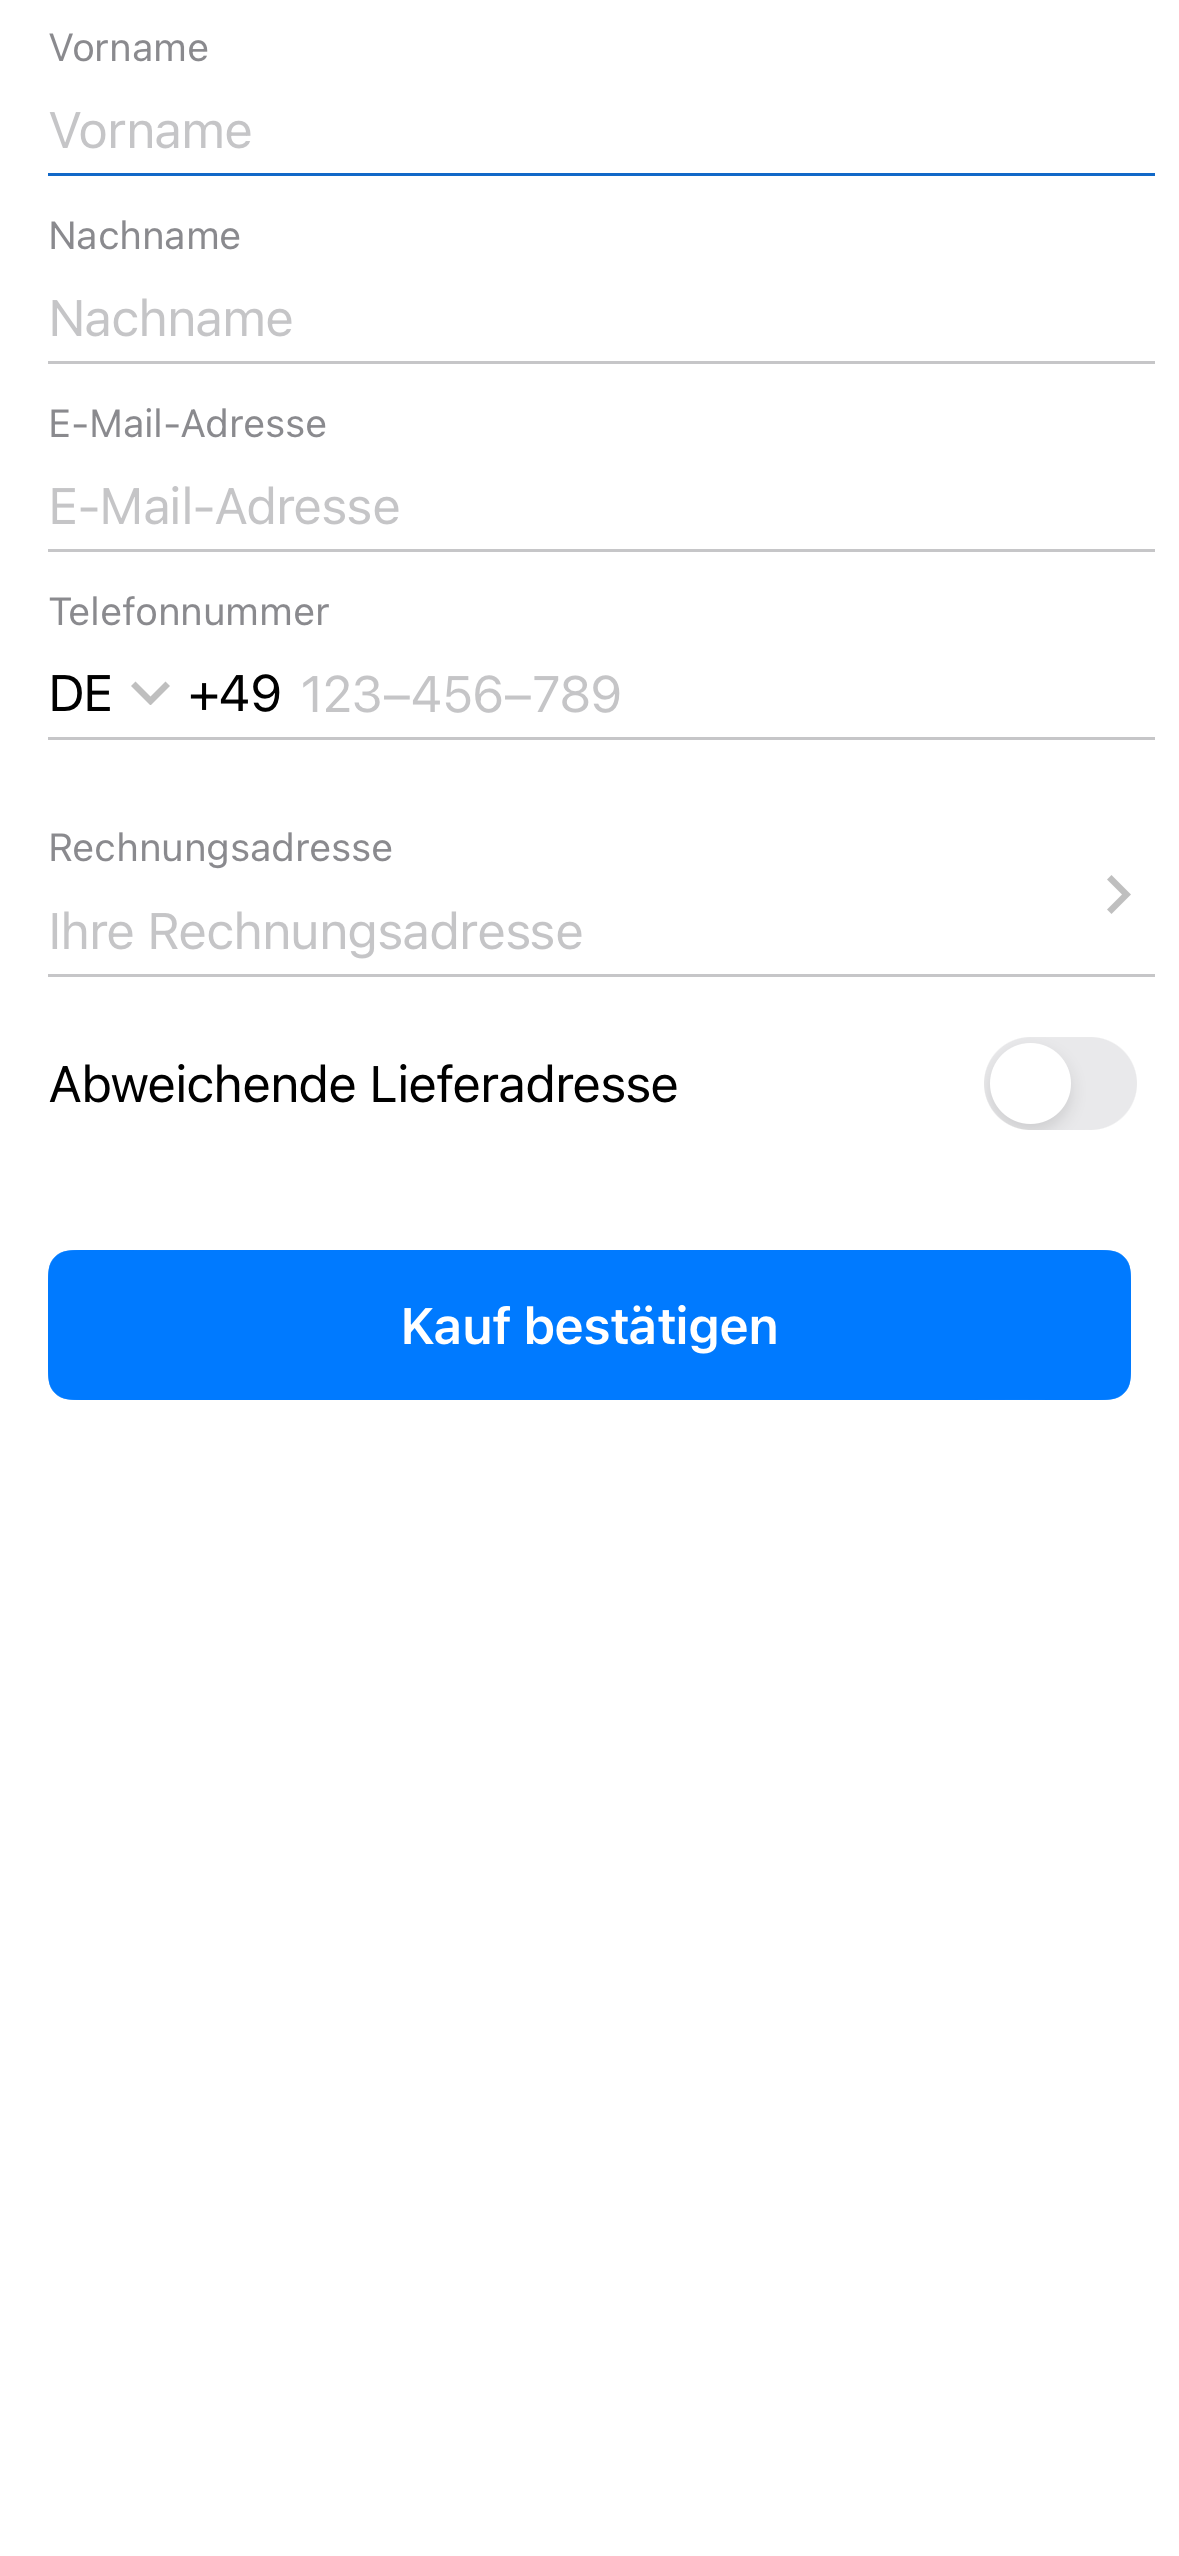 Vorname
Vorname
Nachname
Nachname
E-Mail-Adresse
E-Mail-Adresse
Telefonnummer
DE +49 123–456–789
Rechnungsadresse
Ihre Rechnungsadresse
Abweichende Lieferadresse
Kauf bestätigen